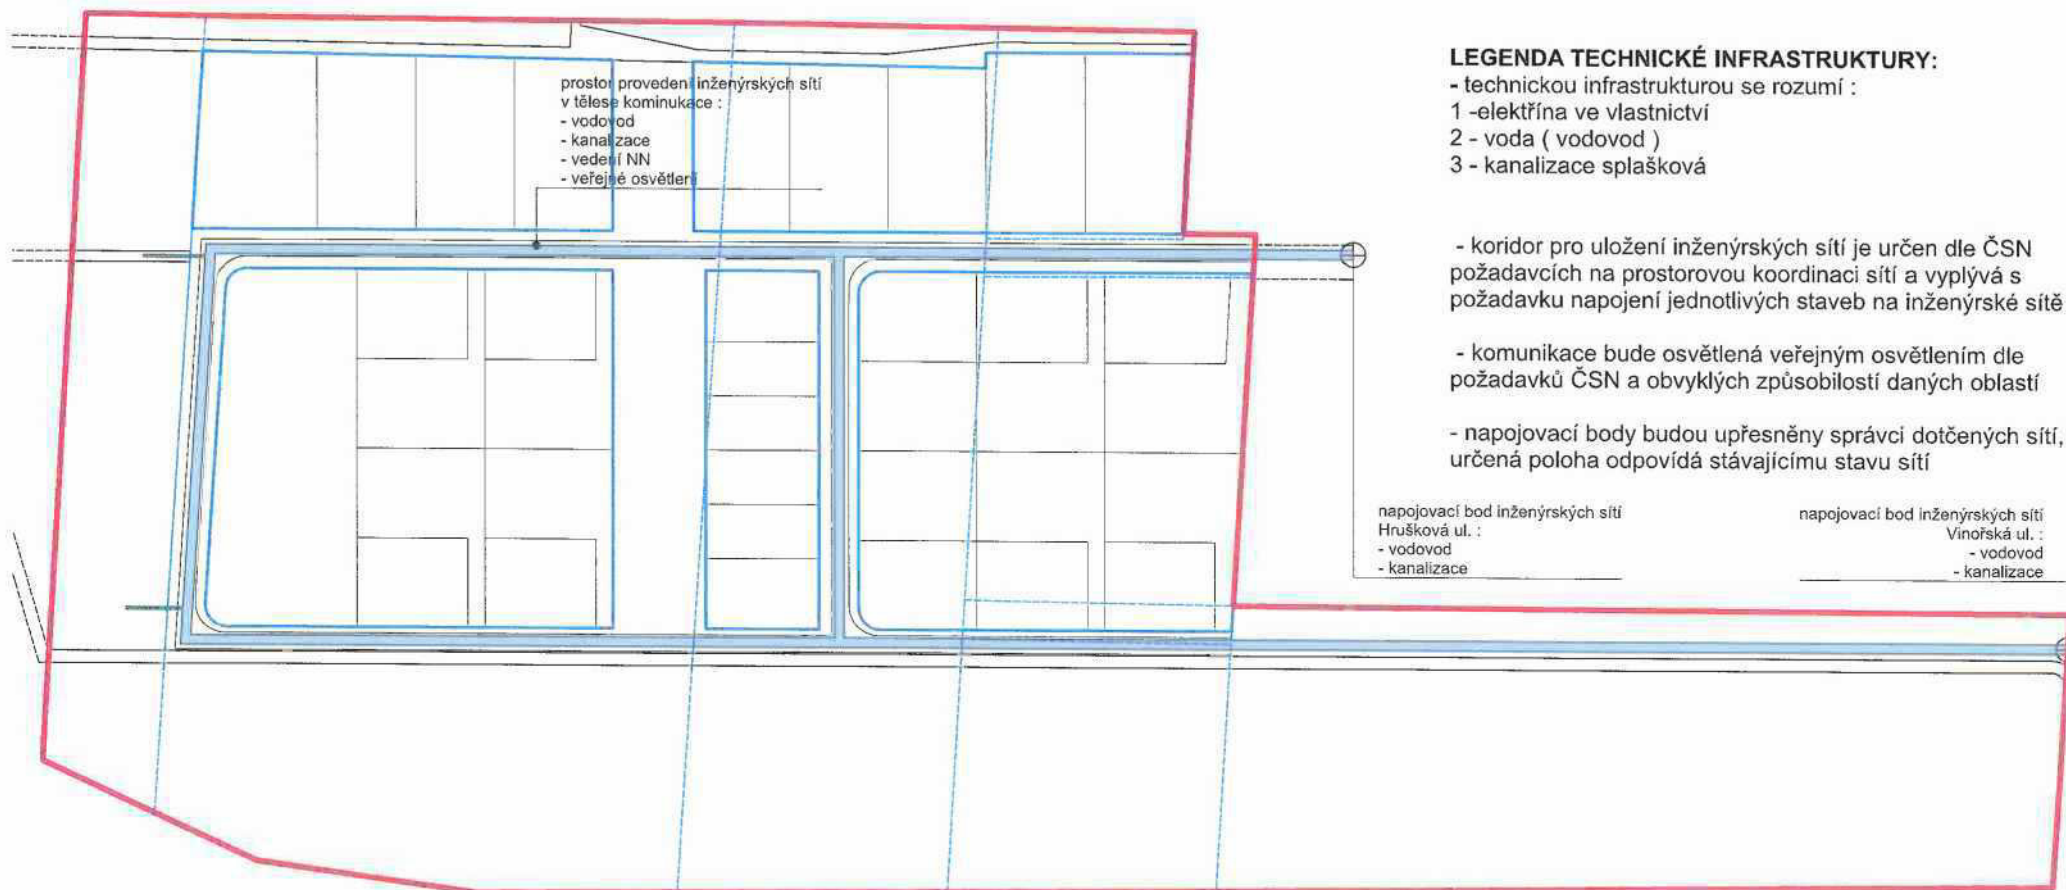 prostor provedení inženýrských sítí
v tělese kominukace :
- vodovod
- kanalizace
- vedení NN
- veřejné osvětlení
LEGENDA TECHNICKÉ INFRASTRUKTURY:
- technickou infrastrukturou se rozumí :
1 -elektřína ve vlastnictví
2 - voda ( vodovod )
3 - kanalizace splašková
- koridor pro uložení inženýrských sítí je určen dle ČSN
požadavcích na prostorovou koordinaci sítí a vyplývá s
požadavku napojení jednotlivých staveb na inženýrské sítě
- komunikace bude osvětlená veřejným osvětlením dle
požadavků ČSN a obvyklých způsobilostí daných oblastí
- napojovací body budou upřesněny správci dotčených sítí,
určená poloha odpovídá stávajícímu stavu sítí
napojovací bod inženýrských sítí
Hrušková ul. :
- vodovod
- kanalizace
napojovací bod inženýrských sítí
Vinořská ul. :
- vodovod
- kanalizace